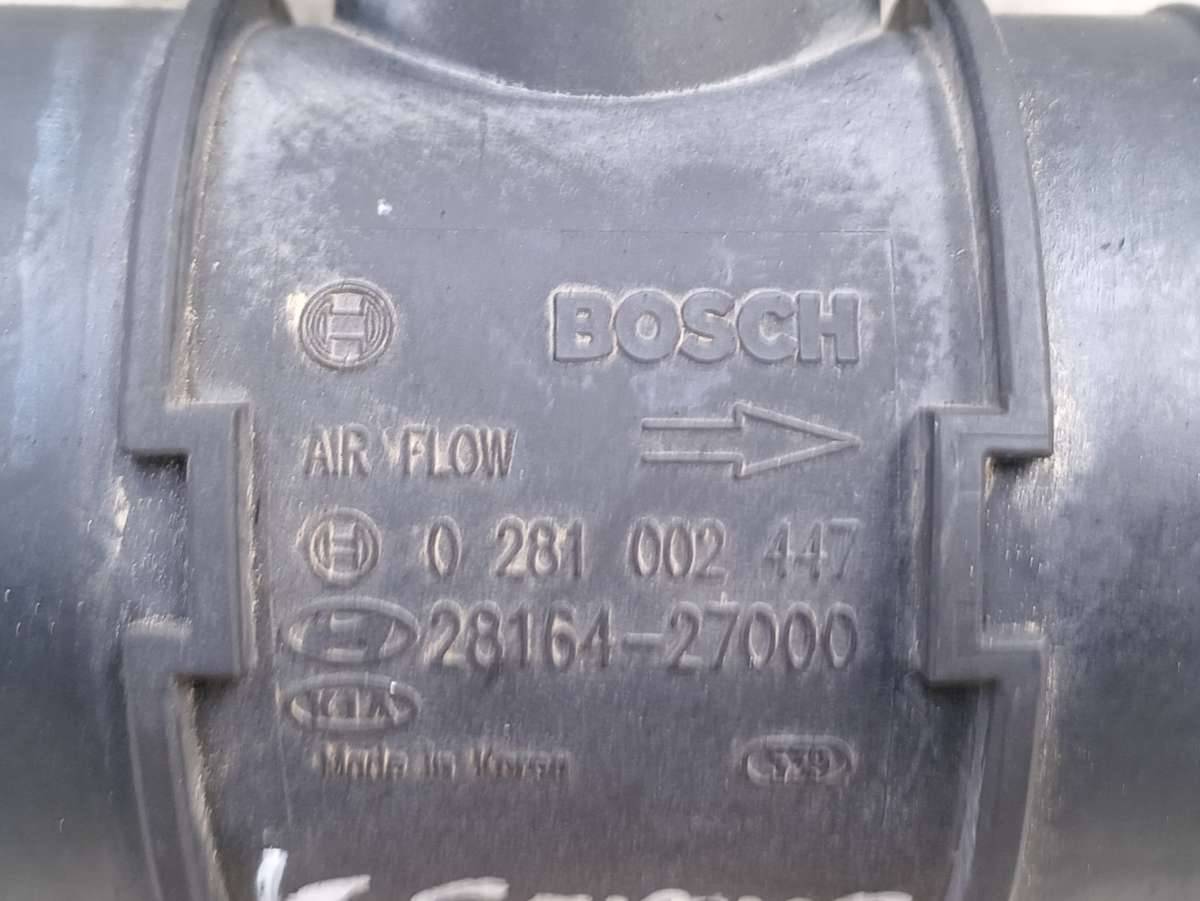 BOSCH
AIR FLOW
0 281 002 447
28164-27000
KIA
Made in Korea